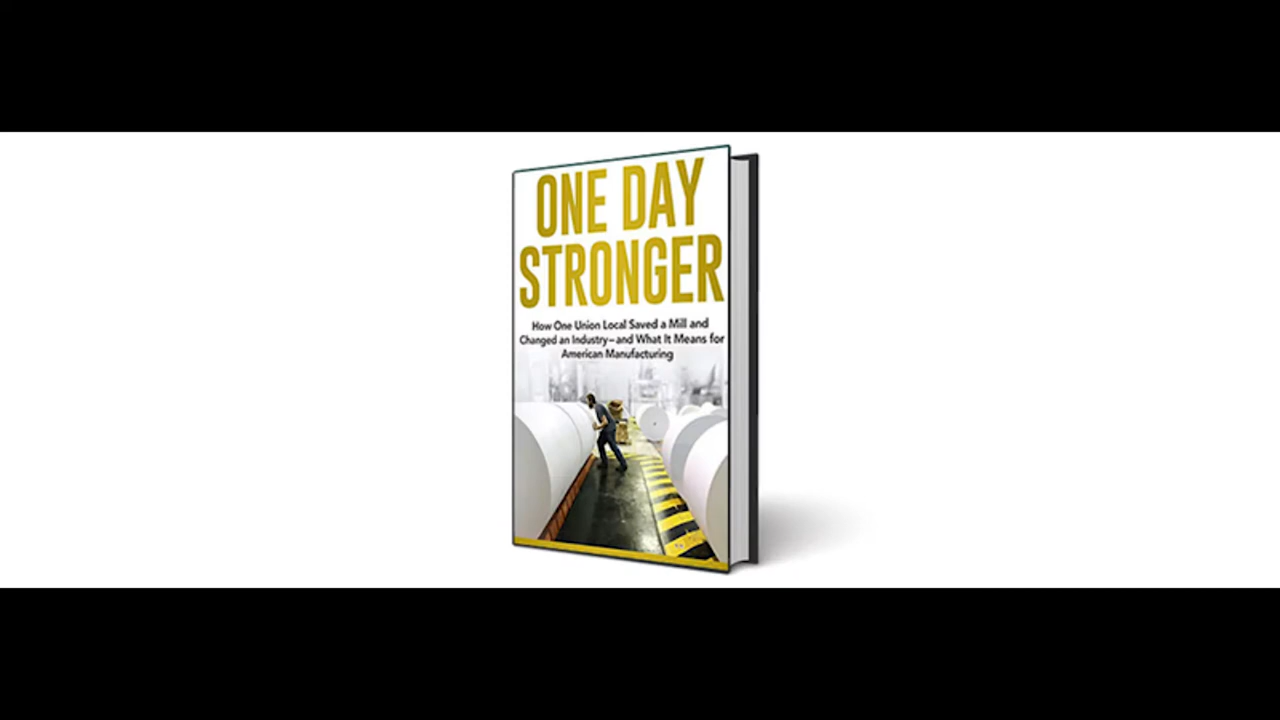 ONE DAY
STRONGER
How One Union Local Saved a Mill and
Changed an Industry—and What It Means for
American Manufacturing